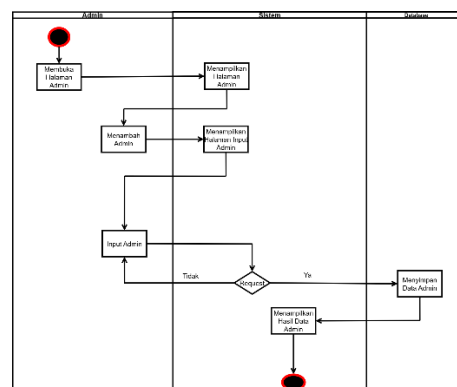 Admin
Sistem
Database
Membuka
Halaman
Admin
Menampilkan
Halaman
Admin
Menambah
Admin
Menampilkan
Halaman Input
Admin
Input Admin
Request
Tidak
Ya
Menyimpan
Data Admin
Menampilkan
Hasil Data
Admin